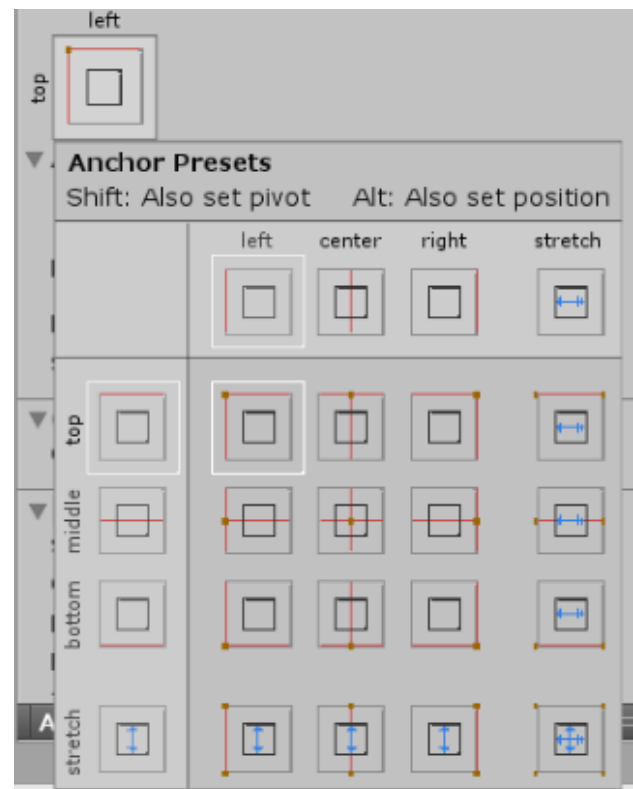 left
top
Anchor Presets
Shift: Also set pivot Alt: Also set position
left center right stretch
top
middle
bottom
stretch
A